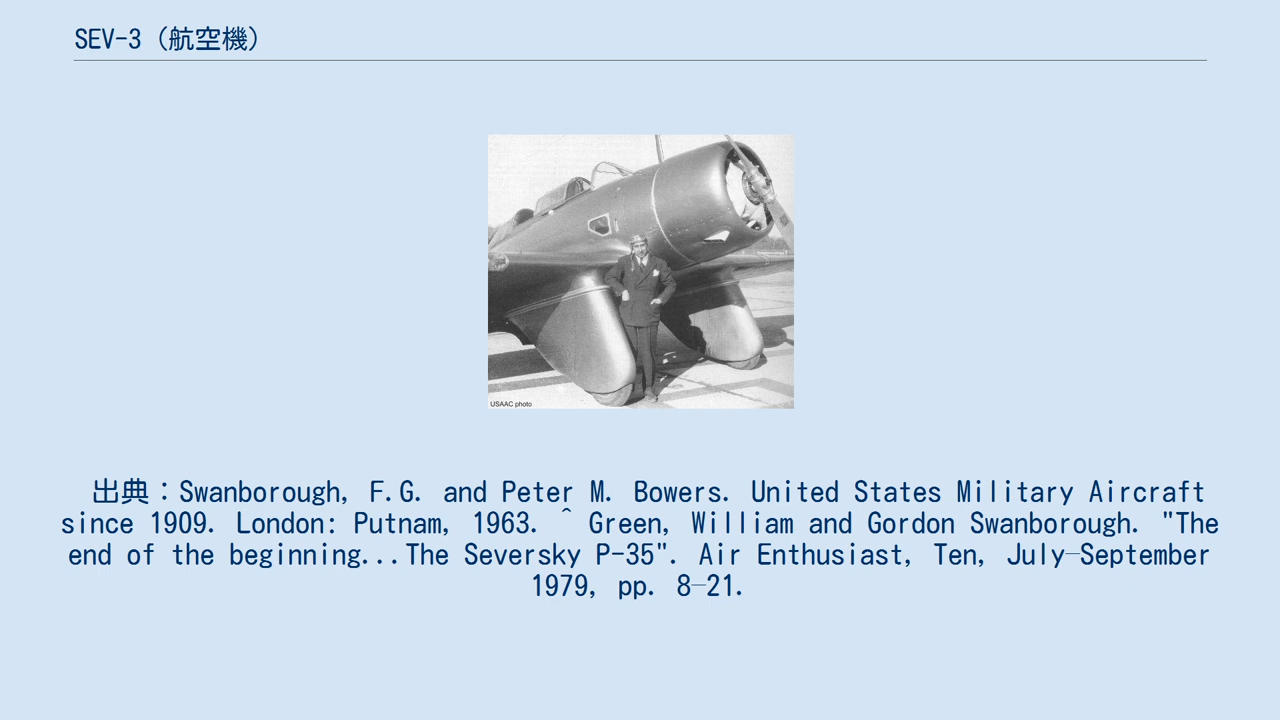 SEV-3（航空機）
USAAC photo
出典：Swanborough, F.G. and Peter M. Bowers. United States Military Aircraft
since 1909. London: Putnam, 1963. ^ Green, William and Gordon Swanborough. "The
end of the beginning...The Seversky P-35". Air Enthusiast, Ten, July–September
1979, pp. 8–21.